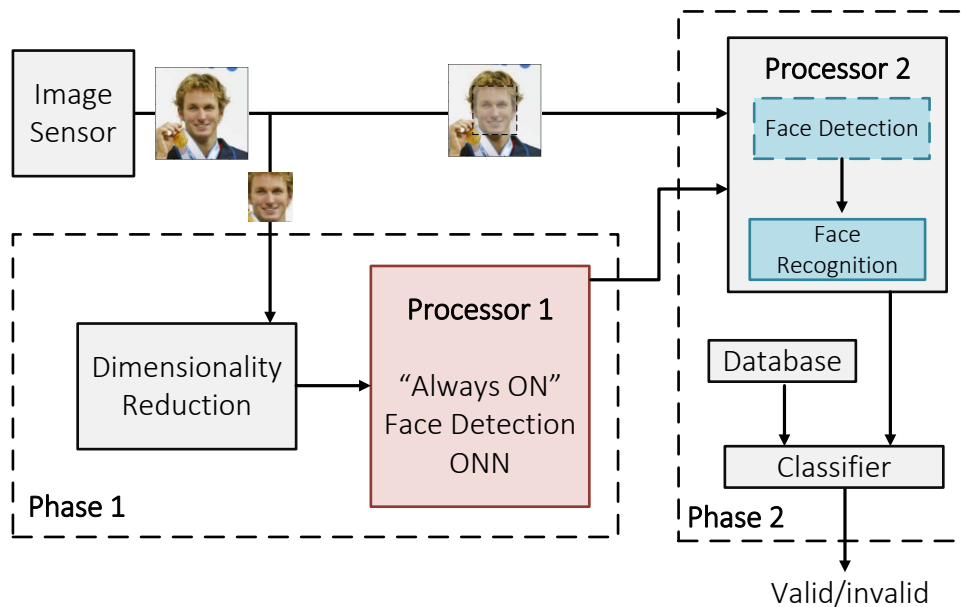 Image
Sensor
Processor 2
Face Detection
Face
Recognition
Processor 1
"Always ON"
Face Detection
ONN
Dimensionality
Reduction
Phase 1
Database
Classifier
Phase 2
Valid/invalid